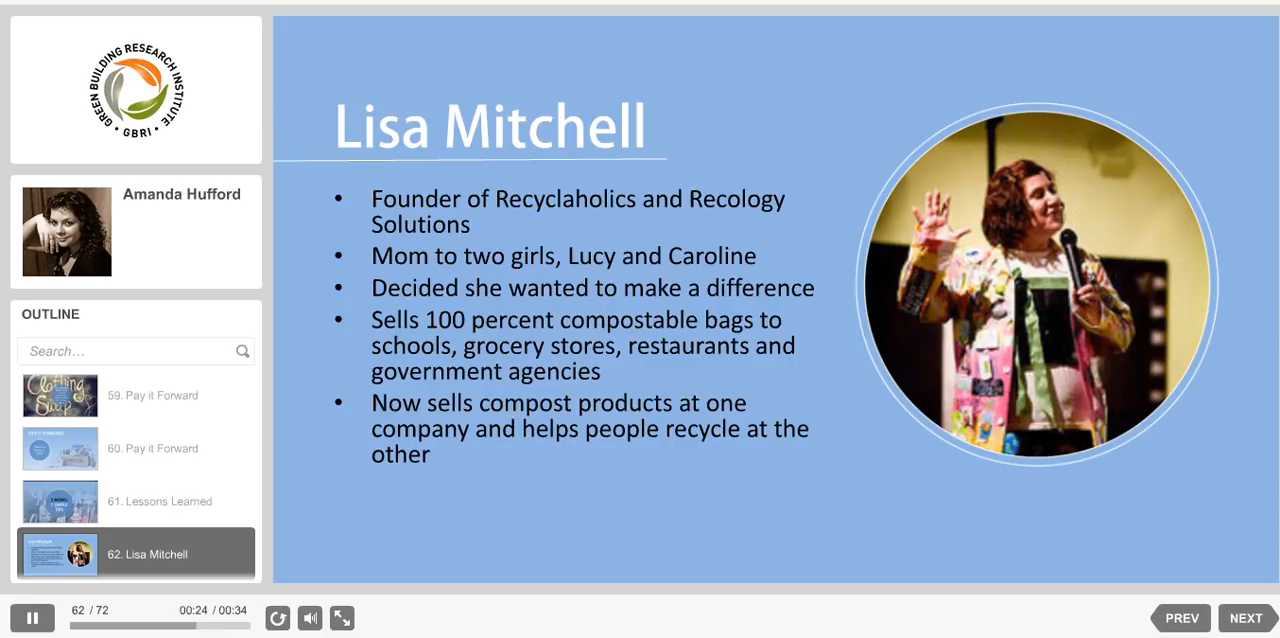 GREEN BUILDING RESEARCH INSTITUTE
• GBRI •
Amanda Hufford
OUTLINE
Search...
59. Pay it Forward
60. Pay it Forward
61. Lessons Learned
62. Lisa Mitchell
Lisa Mitchell
• Founder of Recyclaholics and Recology
Solutions
• Mom to two girls, Lucy and Caroline
• Decided she wanted to make a difference
• Sells 100 percent compostable bags to
schools, grocery stores, restaurants and
government agencies
• Now sells compost products at one
company and helps people recycle at the
other
62 / 72
00:24 / 00:34
PREV
NEXT
Clothing
Swap